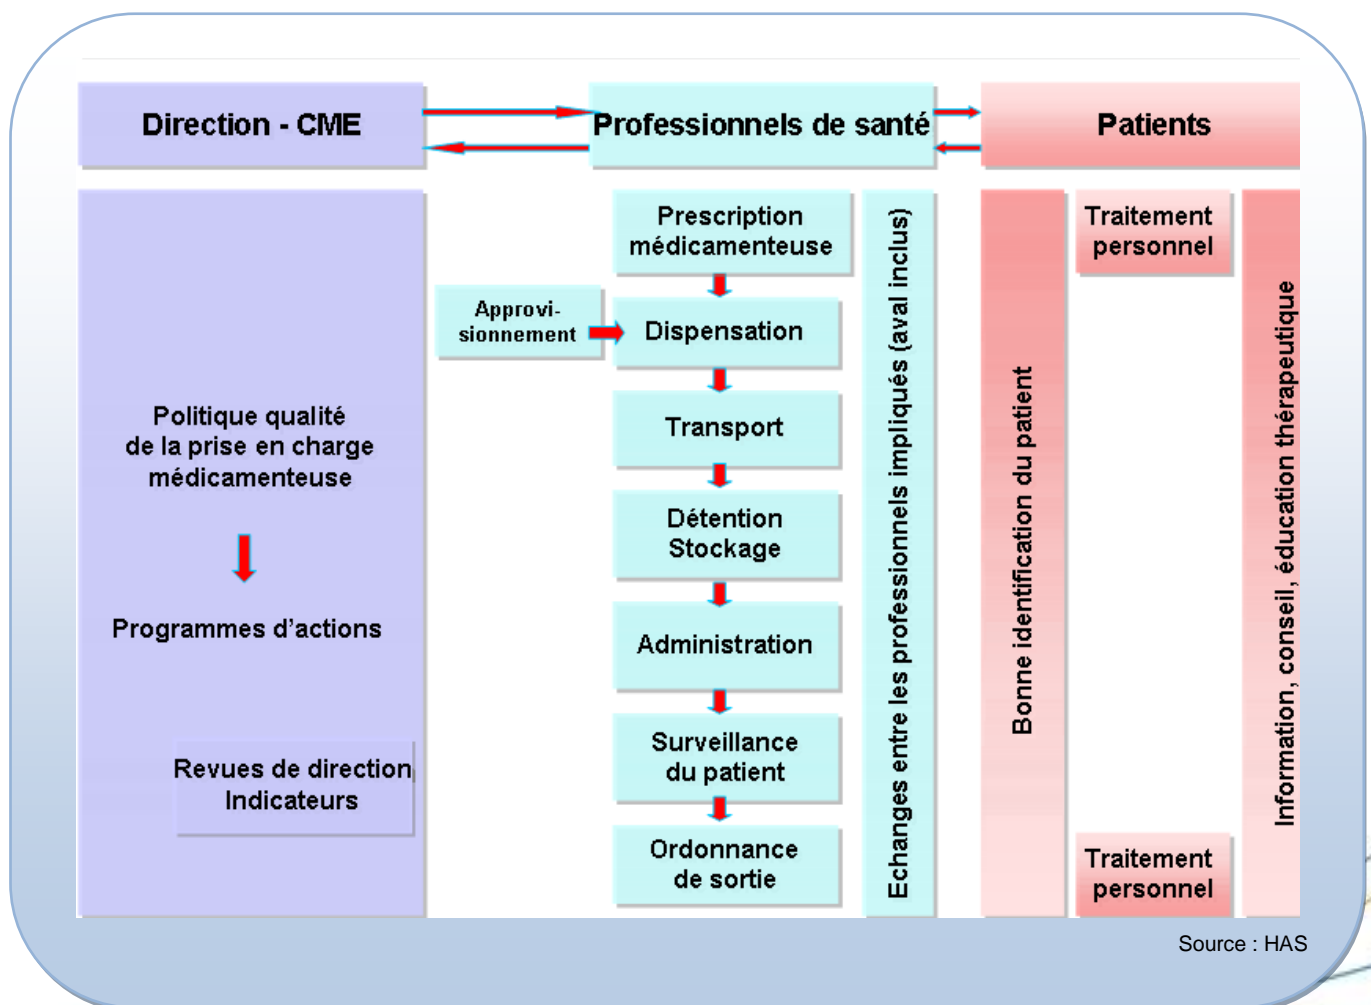 Direction - CME
Professionnels de santé
Patients
Politique qualité
de la prise en charge
médicamenteuse
Programmes d'actions
Revues de direction
Indicateurs
Approvi-
sionnement
Prescription
médicamenteuse
Dispensation
Transport
Détention
Stockage
Administration
Surveillance
du patient
Ordonnance
de sortie
Echanges entre les professionnels impliqués (aval inclus)
Bonne identification du patient
Traitement
personnel
Traitement
personnel
Information, conseil, éducation thérapeutique
Source : HAS